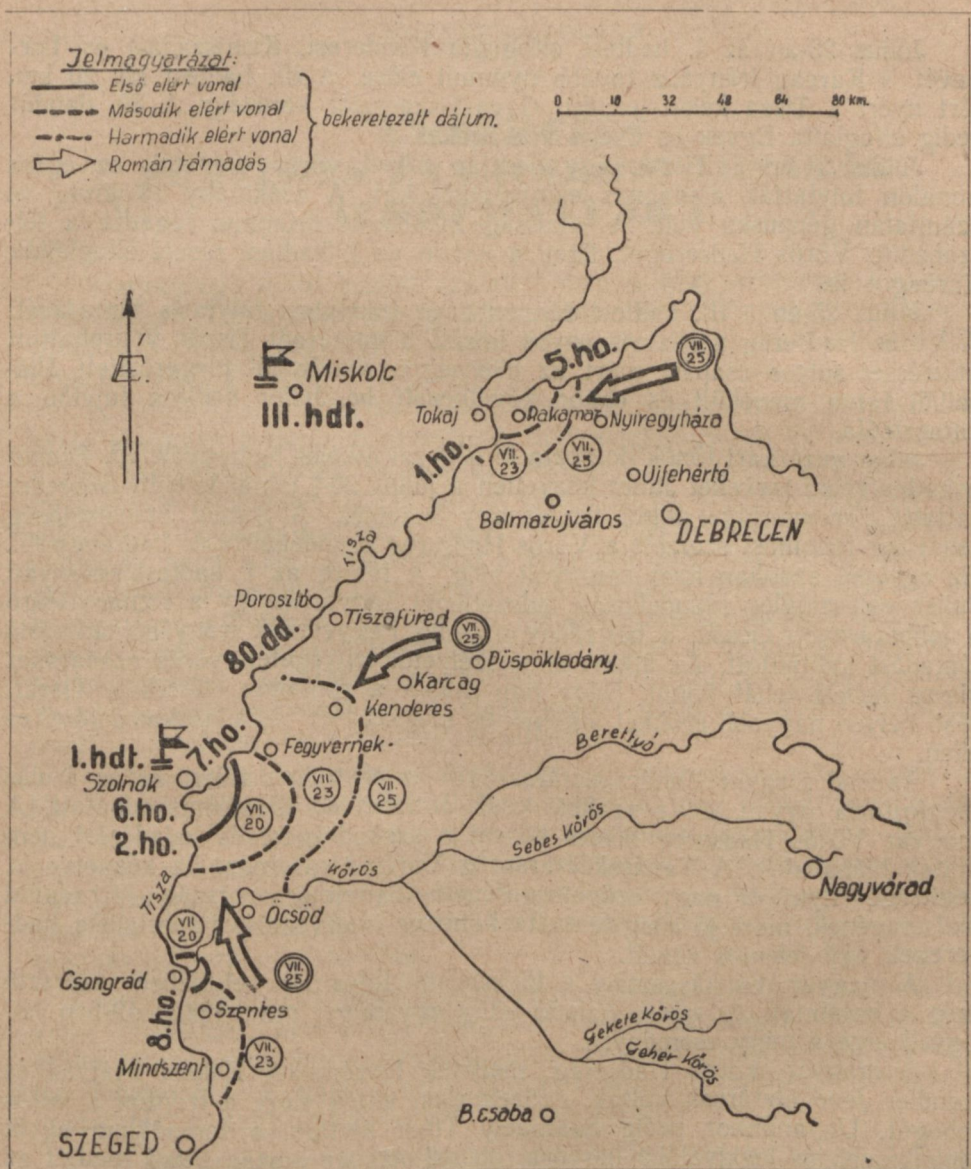 Jelmagyarázat:
Első elért vonal
Második elért vonal
Harmadik elért vonal
bekeretezett dátum.
Román támadás
0 16 32 48 64 80 km.
É.
Miskolc
III. hdt.
5.ho.
VII. 25
Tokaj
Rakamaz
Nyiregyháza
1.ho.
VII. 23
VII. 25
Ujfehértó
Balmazujváros
DEBRECEN
Tisza
Poroszló
Tiszafüred
80.dd.
VII. 25
Püspökladány.
Karcag
Kenderes
I.hdt.
7.ho.
Fegyvernek
Szolnok
6.ho.
2.ho.
VII. 20
VII. 23
VII. 25
Berettyó
Sebes Kőrös
Nagyvárad
Tisza
Kőrös
Öcsöd
VII 20
VII. 25
Csongrád
8.ho.
Szentes
VII. 23
Mindszent
Fekete Kőrös
Fehér Kőrös
B.csaba
SZEGED